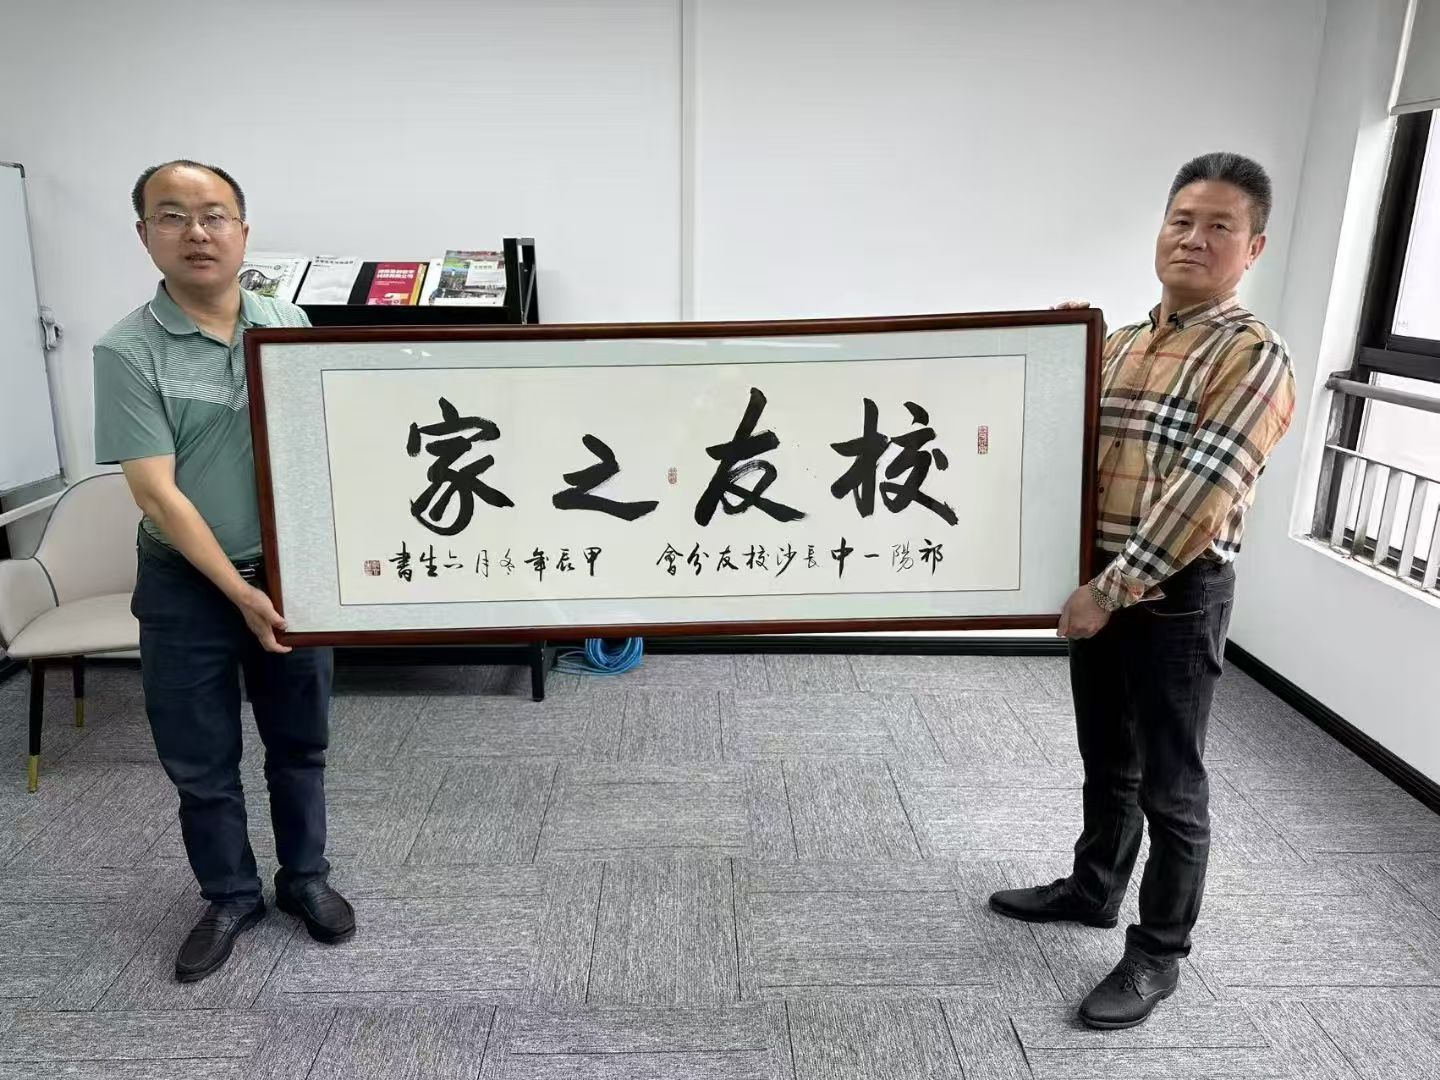 校友之家
祁陽一中長沙校友分會 甲辰年冬月六生書